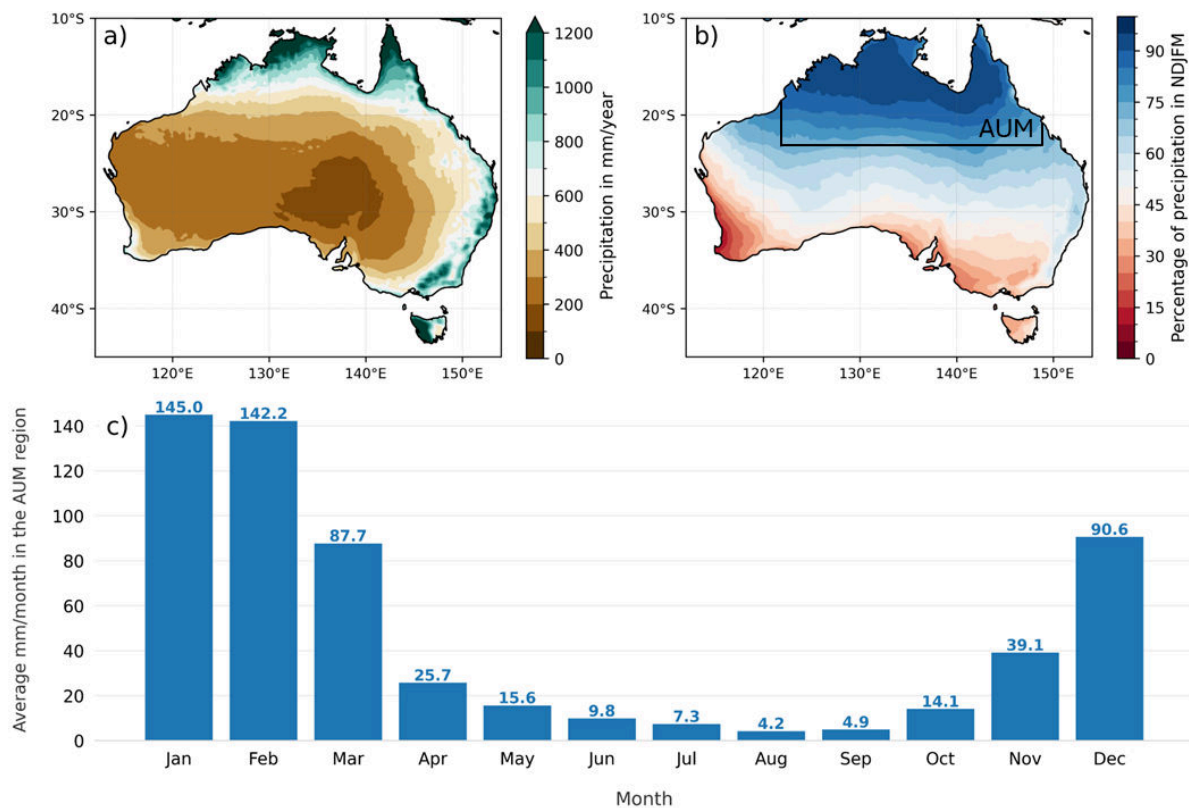 a)
10°S
20°S
30°S
40°S
120°E 130°E 140°E 150°E
1200
1000
800
600
400
200
0
Precipitation in mm/year
b)
AUM
10°S
20°S
30°S
40°S
120°E 130°E 140°E 150°E
90
75
60
45
30
15
0
Percentage of precipitation in NDJFM
c)
Average mm/month in the AUM region
140
120
100
80
60
40
20
0
145.0 142.2 87.7 25.7 15.6 9.8 7.3 4.2 4.9 14.1 39.1 90.6
Jan Feb Mar Apr May Jun Jul Aug Sep Oct Nov Dec
Month